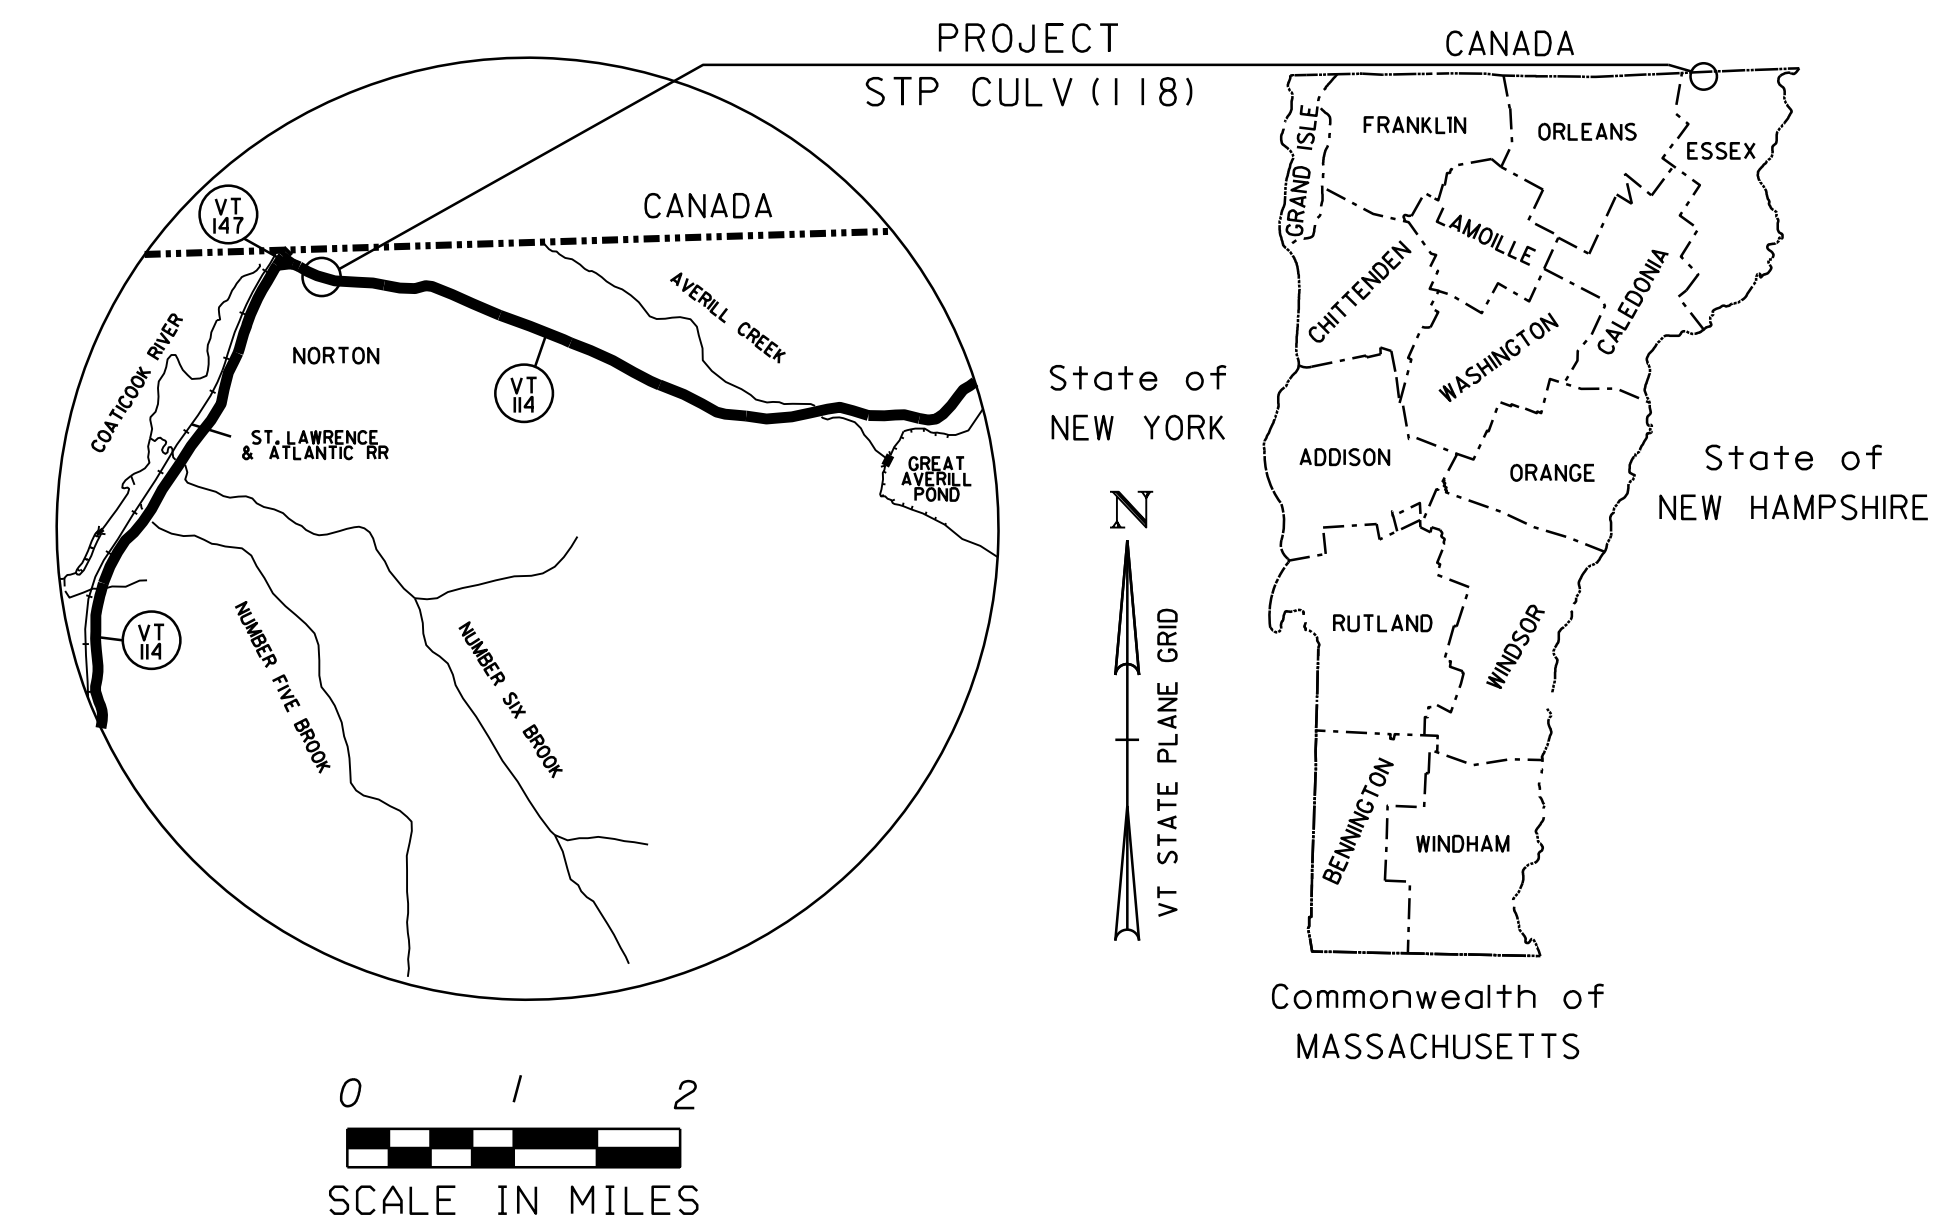 PROJECT
STP CULV(118)
CANADA
VT
147
CANADA
AVERILL CREEK
COATICOOK RIVER
NORTON
VT
114
ST. LAWRENCE
& ATLANTIC RR
GREAT
AVERILL
POND
VT
114
NUMBER FIVE BROOK
NUMBER SIX BROOK
0 1 2
SCALE IN MILES
State of
NEW YORK
N
VT STATE PLANE GRID
GRAND ISLE
FRANKLIN
ORLEANS
ESSEX
LAMOILLE
CHITTENDEN
CALEDONIA
WASHINGTON
ADDISON
ORANGE
RUTLAND
WINDSOR
BENNINGTON
WINDHAM
State of
NEW HAMPSHIRE
Commonwealth of
MASSACHUSETTS